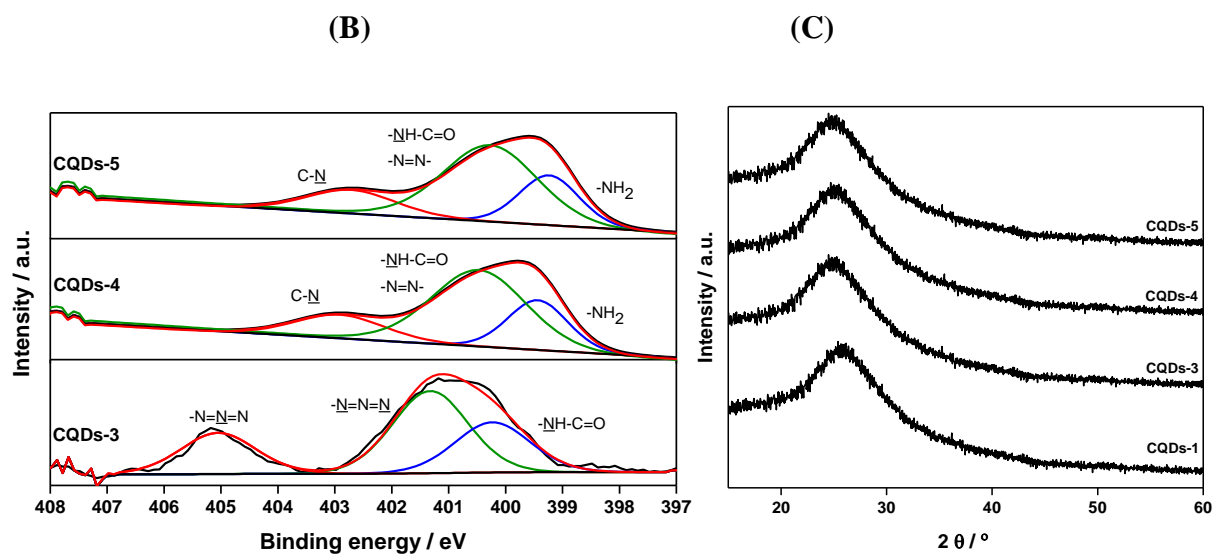 (B)
(C)
Intensity / a.u.
CQDs-5
C-N
-NH-C=O
-N=N-
-NH2
CQDs-4
C-N
-NH-C=O
-N=N-
-NH2
CQDs-3
-N=N=N
-N=N=N
-NH-C=O
408 407 406 405 404 403 402 401 400 399 398 397
Binding energy / eV
Intensity / a.u.
CQDs-5
CQDs-4
CQDs-3
CQDs-1
20 30 40 50 60
2 θ / º